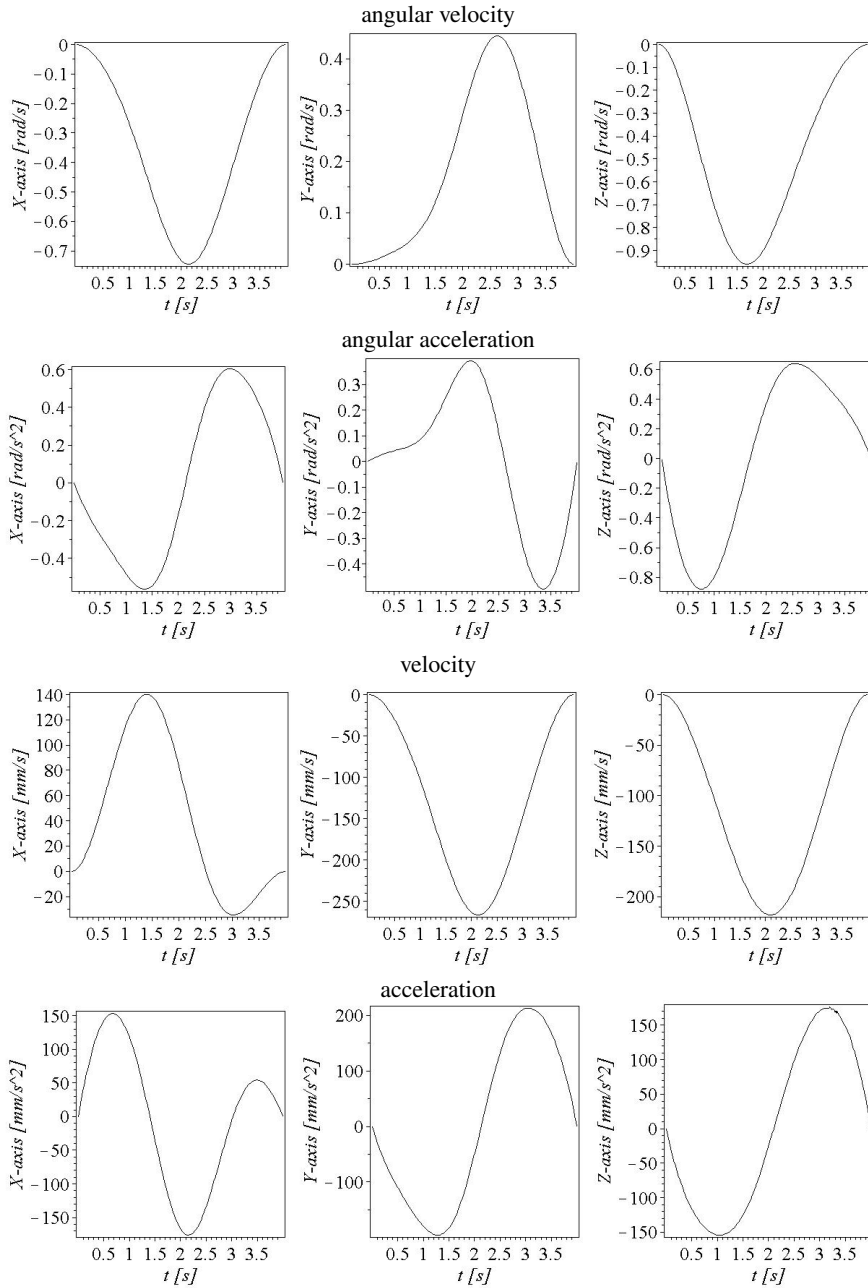 angular velocity
X-axis [rad/s]
0
−0.1
−0.2
−0.3
−0.4
−0.5
−0.6
−0.7
0.5 1 1.5 2 2.5 3 3.5
t [s]
Y-axis [rad/s]
0.4
0.3
0.2
0.1
0
0.5 1 1.5 2 2.5 3 3.5
t [s]
Z-axis [rad/s]
0
−0.1
−0.2
−0.3
−0.4
−0.5
−0.6
−0.7
−0.8
−0.9
0.5 1 1.5 2 2.5 3 3.5
t [s]
angular acceleration
X-axis [rad/s^2]
0.6
0.4
0.2
0
−0.2
−0.4
0.5 1 1.5 2 2.5 3 3.5
t [s]
Y-axis [rad/s^2]
0.3
0.2
0.1
0
−0.1
−0.2
−0.3
−0.4
0.5 1 1.5 2 2.5 3 3.5
t [s]
Z-axis [rad/s^2]
0.6
0.4
0.2
0
−0.2
−0.4
−0.6
−0.8
0.5 1 1.5 2 2.5 3 3.5
t [s]
velocity
X-axis [mm/s]
140
120
100
80
60
40
20
0
−20
0.5 1 1.5 2 2.5 3 3.5
t [s]
Y-axis [mm/s]
0
−50
−100
−150
−200
−250
0.5 1 1.5 2 2.5 3 3.5
t [s]
Z-axis [mm/s]
0
−50
−100
−150
−200
0.5 1 1.5 2 2.5 3 3.5
t [s]
acceleration
X-axis [mm/s^2]
150
100
50
0
−50
−100
−150
0.5 1 1.5 2 2.5 3 3.5
t [s]
Y-axis [mm/s^2]
200
100
0
−100
0.5 1 1.5 2 2.5 3 3.5
t [s]
Z-axis [mm/s^2]
150
100
50
0
−50
−100
−150
0.5 1 1.5 2 2.5 3 3.5
t [s]